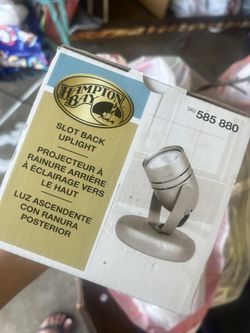 HAMPTON
BAY
SKU 585 880
SLOT BACK
UPLIGHT
PROJECTEUR À
RAINURE ARRIÈRE
À ÉCLAIRAGE VERS
LE HAUT
LUZ ASCENDENTE
CON RANURA
POSTERIOR